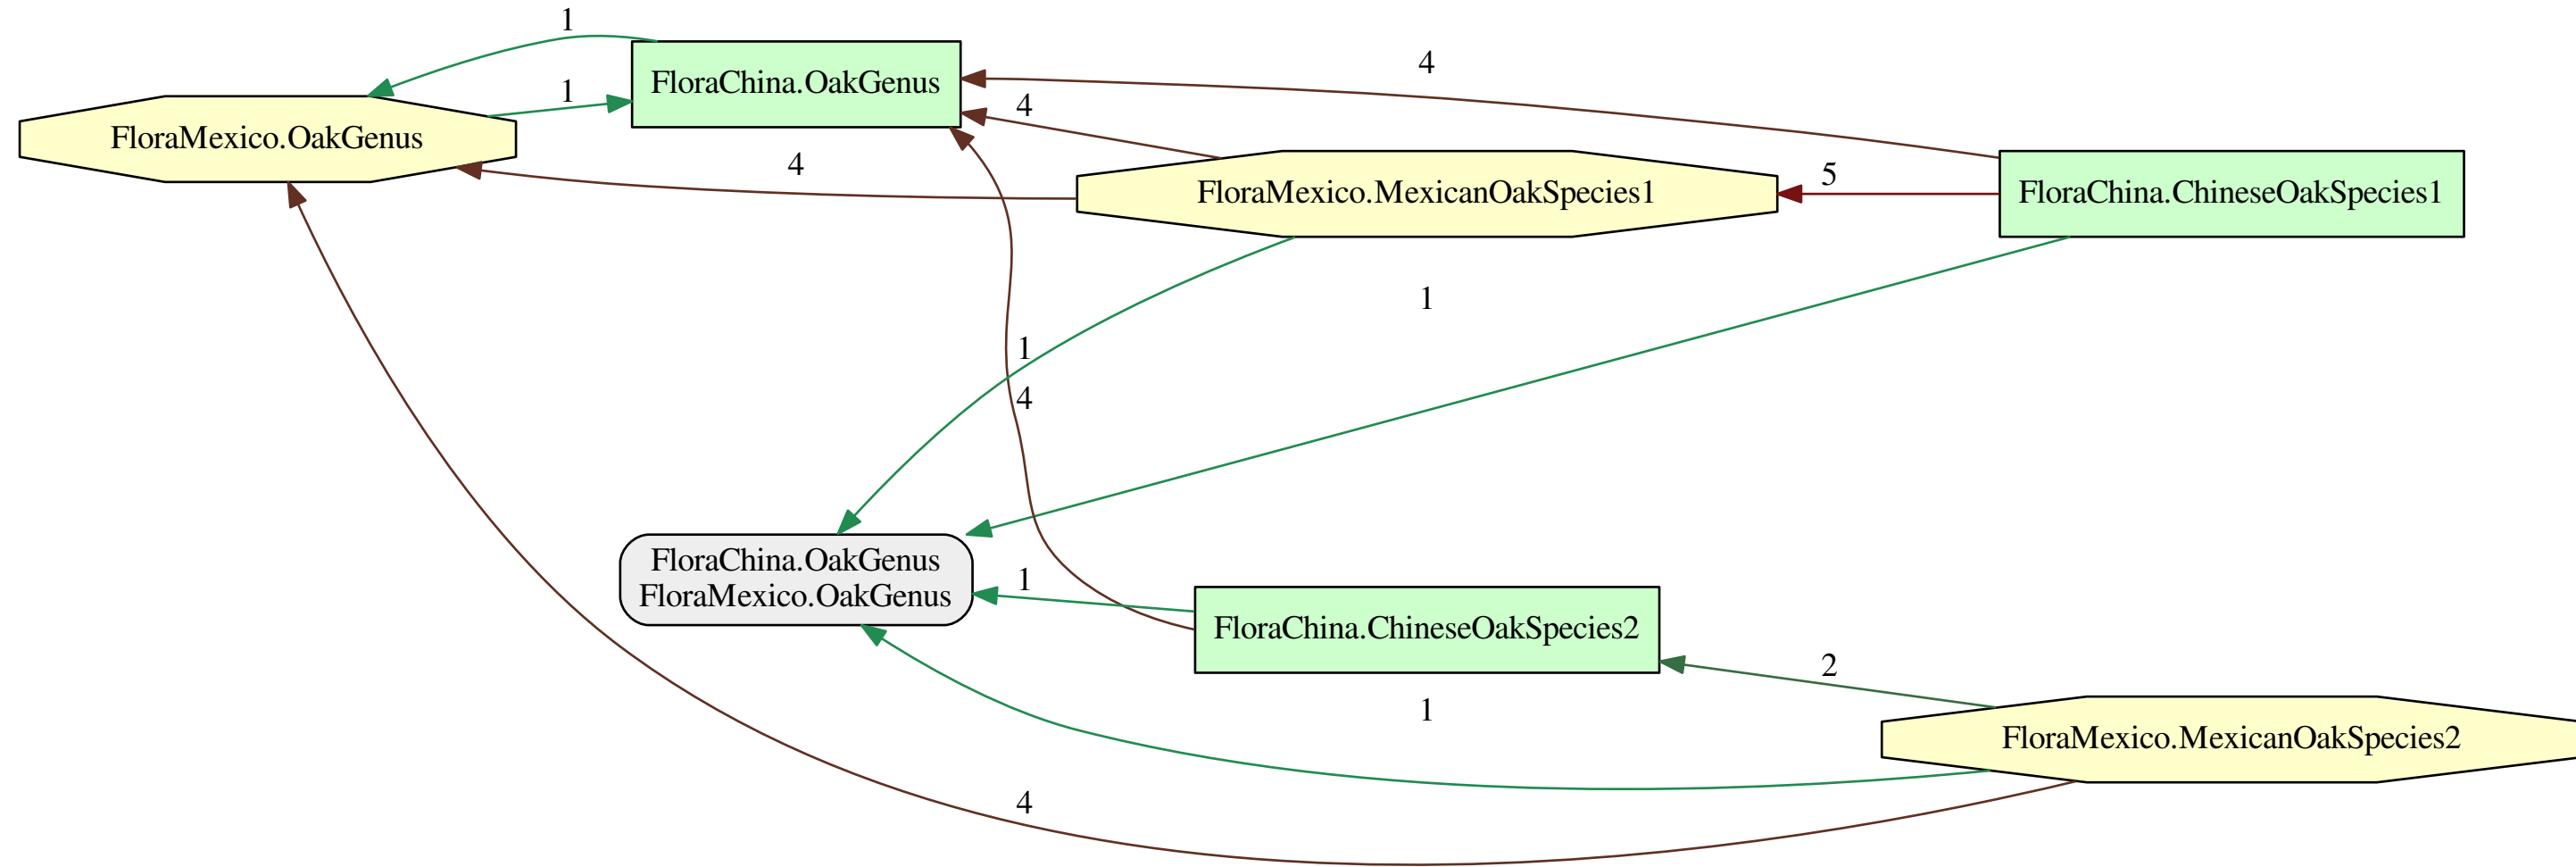 1
FloraChina.OakGenus
4
1
4
FloraMexico.OakGenus
4
5
FloraMexico.MexicanOakSpecies1
FloraChina.ChineseOakSpecies1
1
1
4
FloraChina.OakGenus
FloraMexico.OakGenus
1
FloraChina.ChineseOakSpecies2
2
1
FloraMexico.MexicanOakSpecies2
4